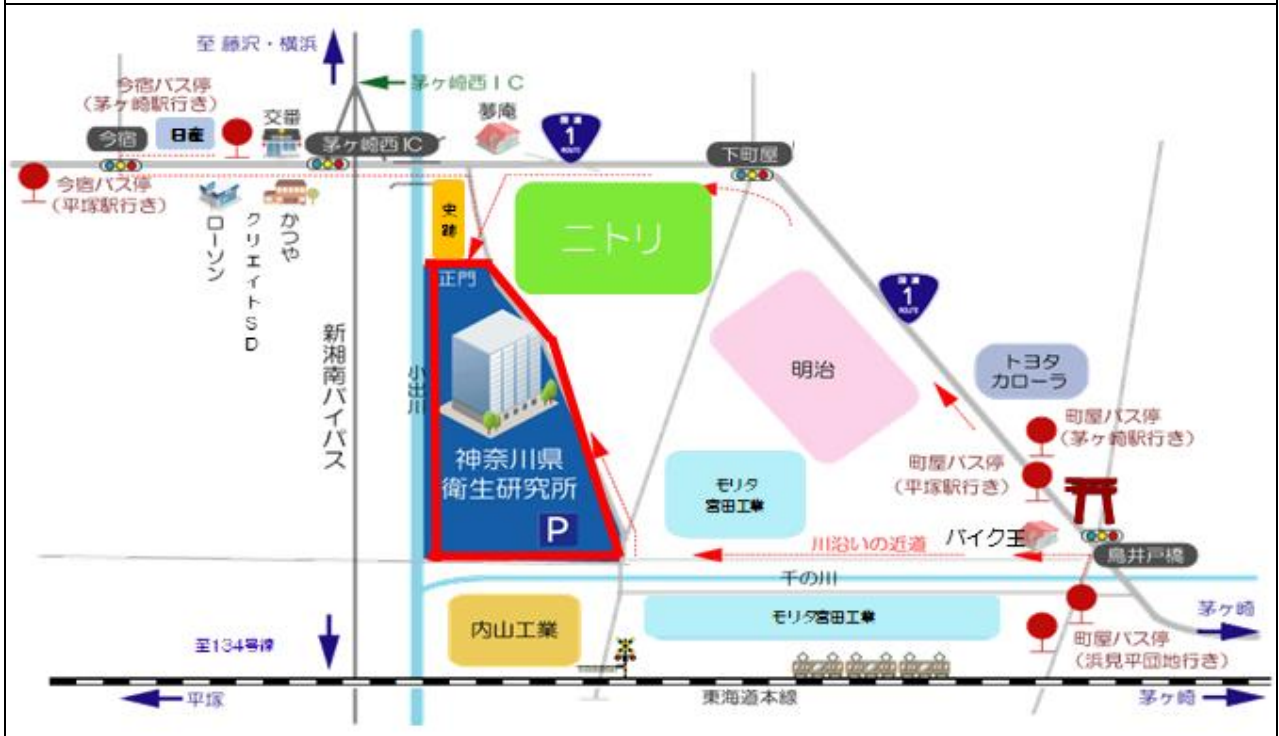 至 藤沢・横浜
茅ヶ崎西IC
今宿バス停
(茅ヶ崎駅行き)
今宿
日産
交番
茅ヶ崎西IC
夢庵
国道
1
ROUTE
下町屋
今宿バス停
(平塚駅行き)
ローソン
クリエイトSD
かつや
史跡
ニトリ
正門
国道
1
ROUTE
新湘南バイパス
小出川
明治
トヨタ
カローラ
町屋バス停
(茅ヶ崎駅行き)
神奈川県
衛生研究所
P
町屋バス停
(平塚駅行き)
モリタ
宮田工業
川沿いの近道
バイク王
鳥井戸橋
千の川
内山工業
モリタ宮田工業
茅ヶ崎
至134号線
町屋バス停
(浜見平団地行き)
平塚
東海道本線
茅ヶ崎